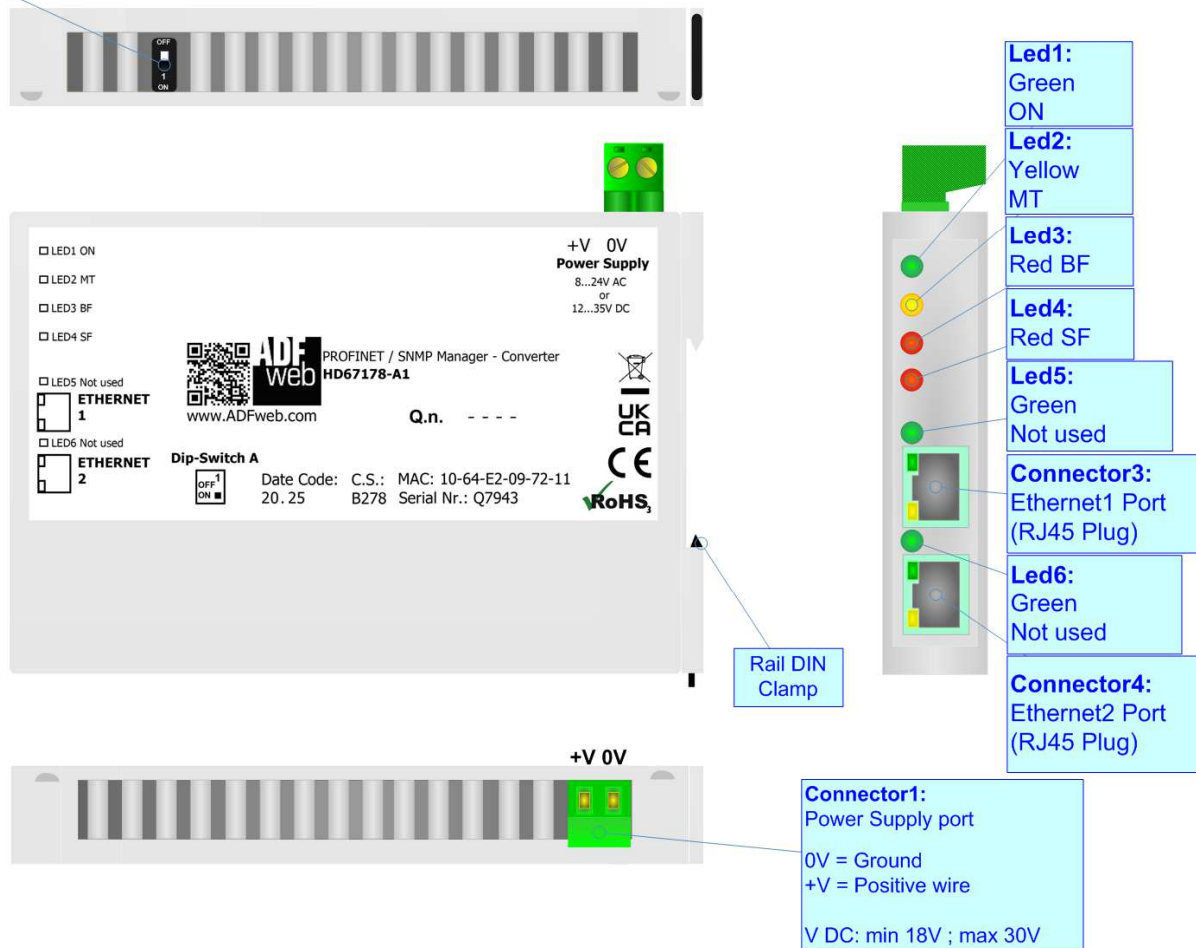 OFF
1
ON
LED1 ON
LED2 MT
LED3 BF
LED4 SF
LED5 Not used
ETHERNET
1
LED6 Not used
ETHERNET
2
+V 0V
Power Supply
8...24V AC
or
12...35V DC
ADF
web
www.ADFweb.com
PROFINET / SNMP Manager - Converter
HD67178-A1
Q.n. - - - -
Dip-Switch A
OFF 1
ON
Date Code: C.S.: MAC: 10-64-E2-09-72-11
20.25 B278 Serial Nr.: Q7943
UK
CA
CE
RoHS3
Rail DIN
Clamp
Led1:
Green
ON
Led2:
Yellow
MT
Led3:
Red BF
Led4:
Red SF
Led5:
Green
Not used
Connector3:
Ethernet1 Port
(RJ45 Plug)
Led6:
Green
Not used
Connector4:
Ethernet2 Port
(RJ45 Plug)
+V 0V
Connector1:
Power Supply port
0V = Ground
+V = Positive wire
V DC: min 18V ; max 30V